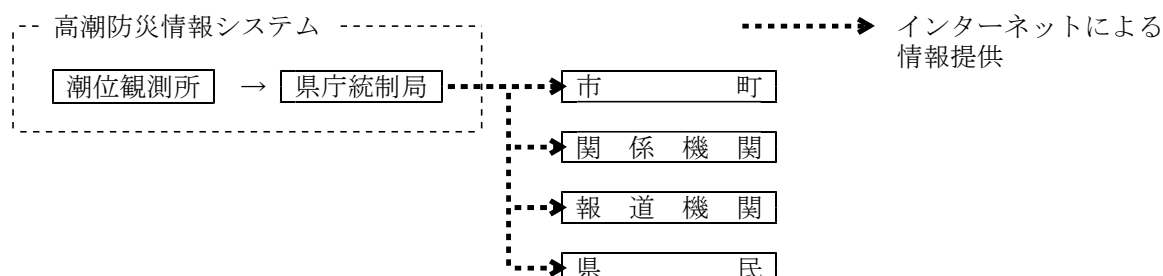 高潮防災情報システム
インターネットによる
情報提供
潮位観測所 → 県庁統制局
市町
関係機関
報道機関
県民